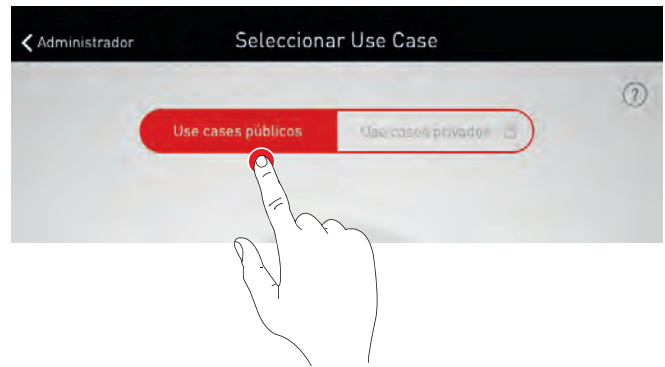 Administrador
Seleccionar Use Case
?
Use cases públicos
Use cases privados